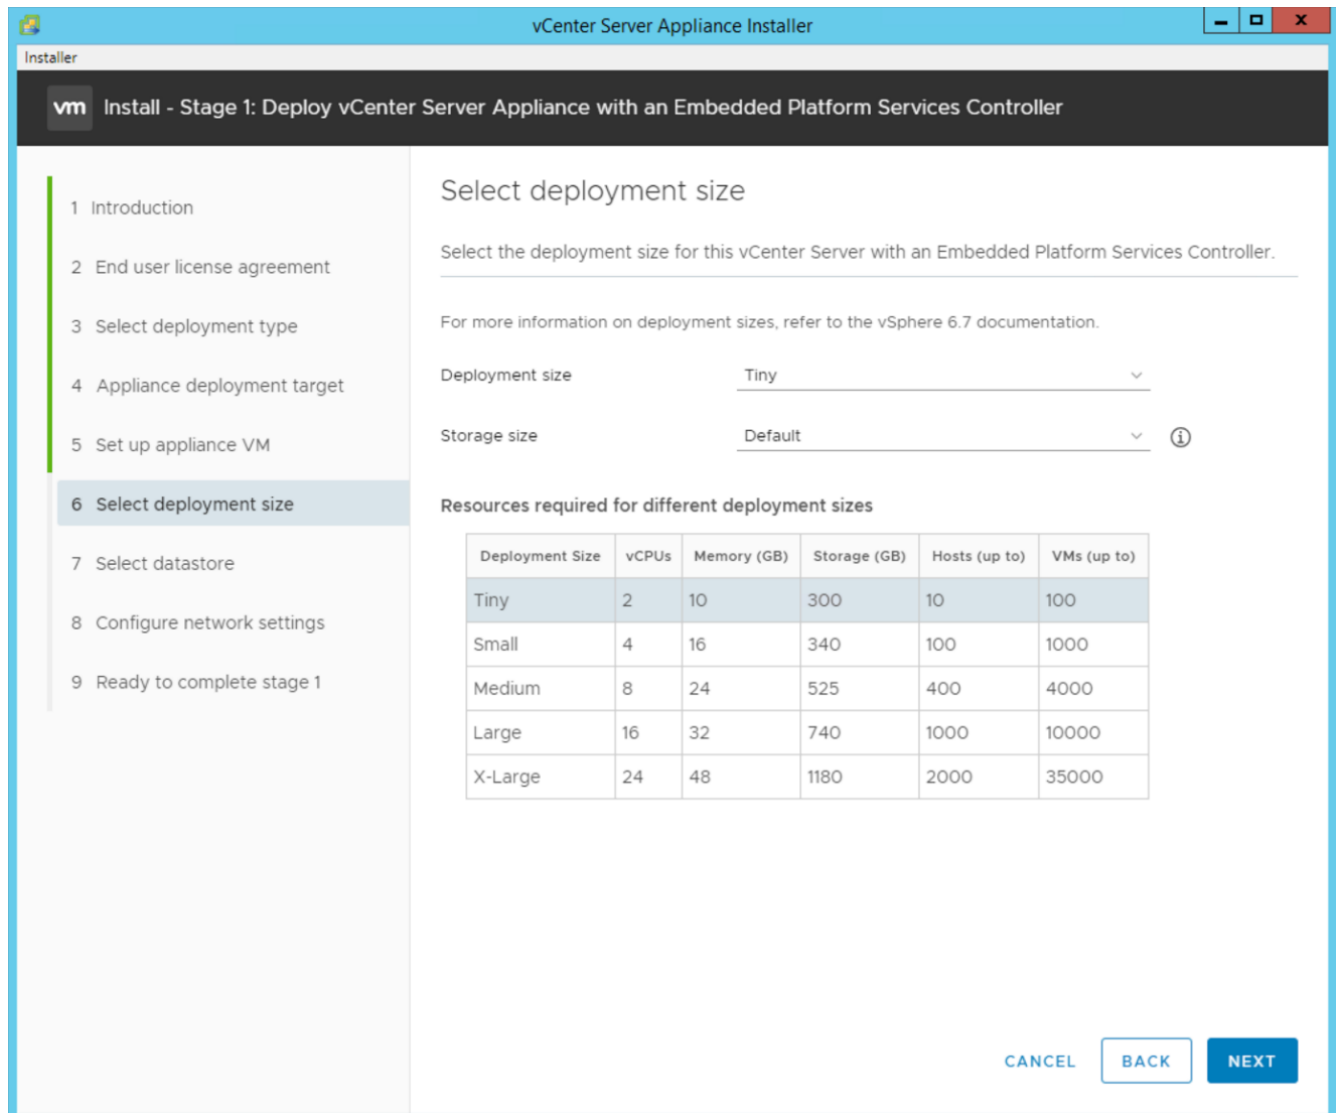 vCenter Server Appliance Installer
Installer
vm Install - Stage 1: Deploy vCenter Server Appliance with an Embedded Platform Services Controller
1 Introduction
2 End user license agreement
3 Select deployment type
4 Appliance deployment target
5 Set up appliance VM
6 Select deployment size
7 Select datastore
8 Configure network settings
9 Ready to complete stage 1
Select deployment size
Select the deployment size for this vCenter Server with an Embedded Platform Services Controller.
For more information on deployment sizes, refer to the vSphere 6.7 documentation.
Deployment size Tiny
Storage size Default
Resources required for different deployment sizes
Deployment Size vCPUs Memory (GB) Storage (GB) Hosts (up to) VMs (up to)
Tiny 2 10 300 10 100
Small 4 16 340 100 1000
Medium 8 24 525 400 4000
Large 16 32 740 1000 10000
X-Large 24 48 1180 2000 35000
CANCEL BACK NEXT